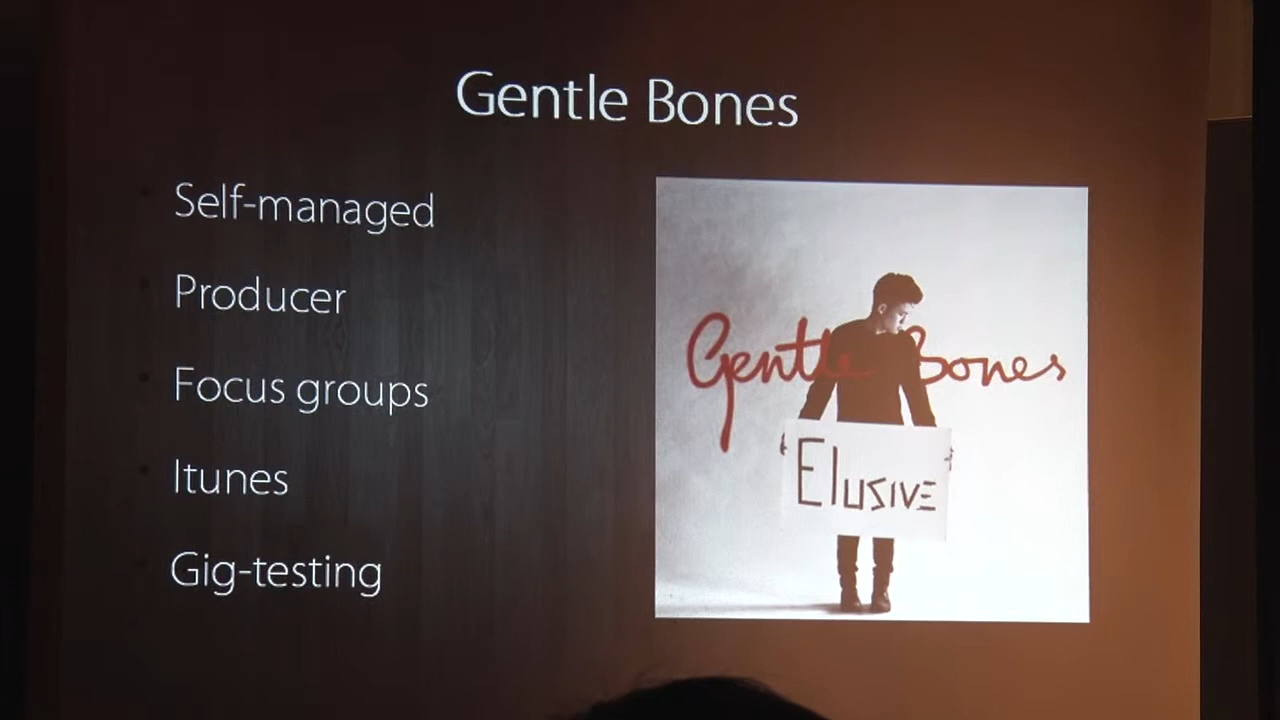 Gentle Bones
Self-managed
Producer
Focus groups
Itunes
Gig-testing
Gentle Bones
Elusive